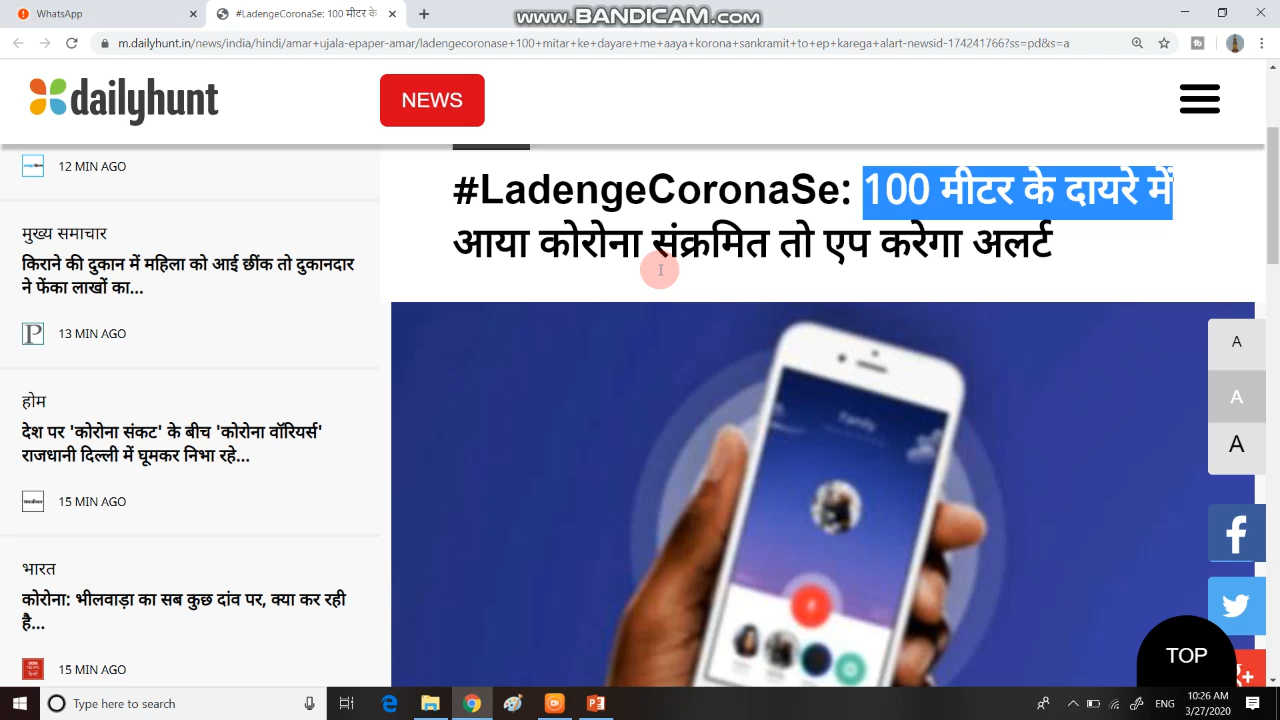 WhatsApp
#LadengeCoronaSe: 100 मीटर के
www.BANDICAM.com
m.dailyhunt.in/news/india/hindi/amar+ujala-epaper-amar/ladengecoronase+100+mitar+ke+dayare+me+aaya+korona+sankramit+to+ep+karega+alart-newsid-174241766?ss=pd&s=a
dailyhunt
NEWS
12 MIN AGO
मुख्य समाचार
किराने की दुकान में महिला को आई छींक तो दुकानदार
ने फेंका लाखों का...
13 MIN AGO
होम
देश पर 'कोरोना संकट' के बीच 'कोरोना वॉरियर्स'
राजधानी दिल्ली में घूमकर निभा रहे...
15 MIN AGO
भारत
कोरोना: भीलवाड़ा का सब कुछ दांव पर, क्या कर रही
है...
15 MIN AGO
#LadengeCoronaSe: 100 मीटर के दायरे में
आया कोरोना संक्रमित तो एप करेगा अलर्ट
Family
A
A
A
TOP
Type here to search
ENG
10:26 AM
3/27/2020